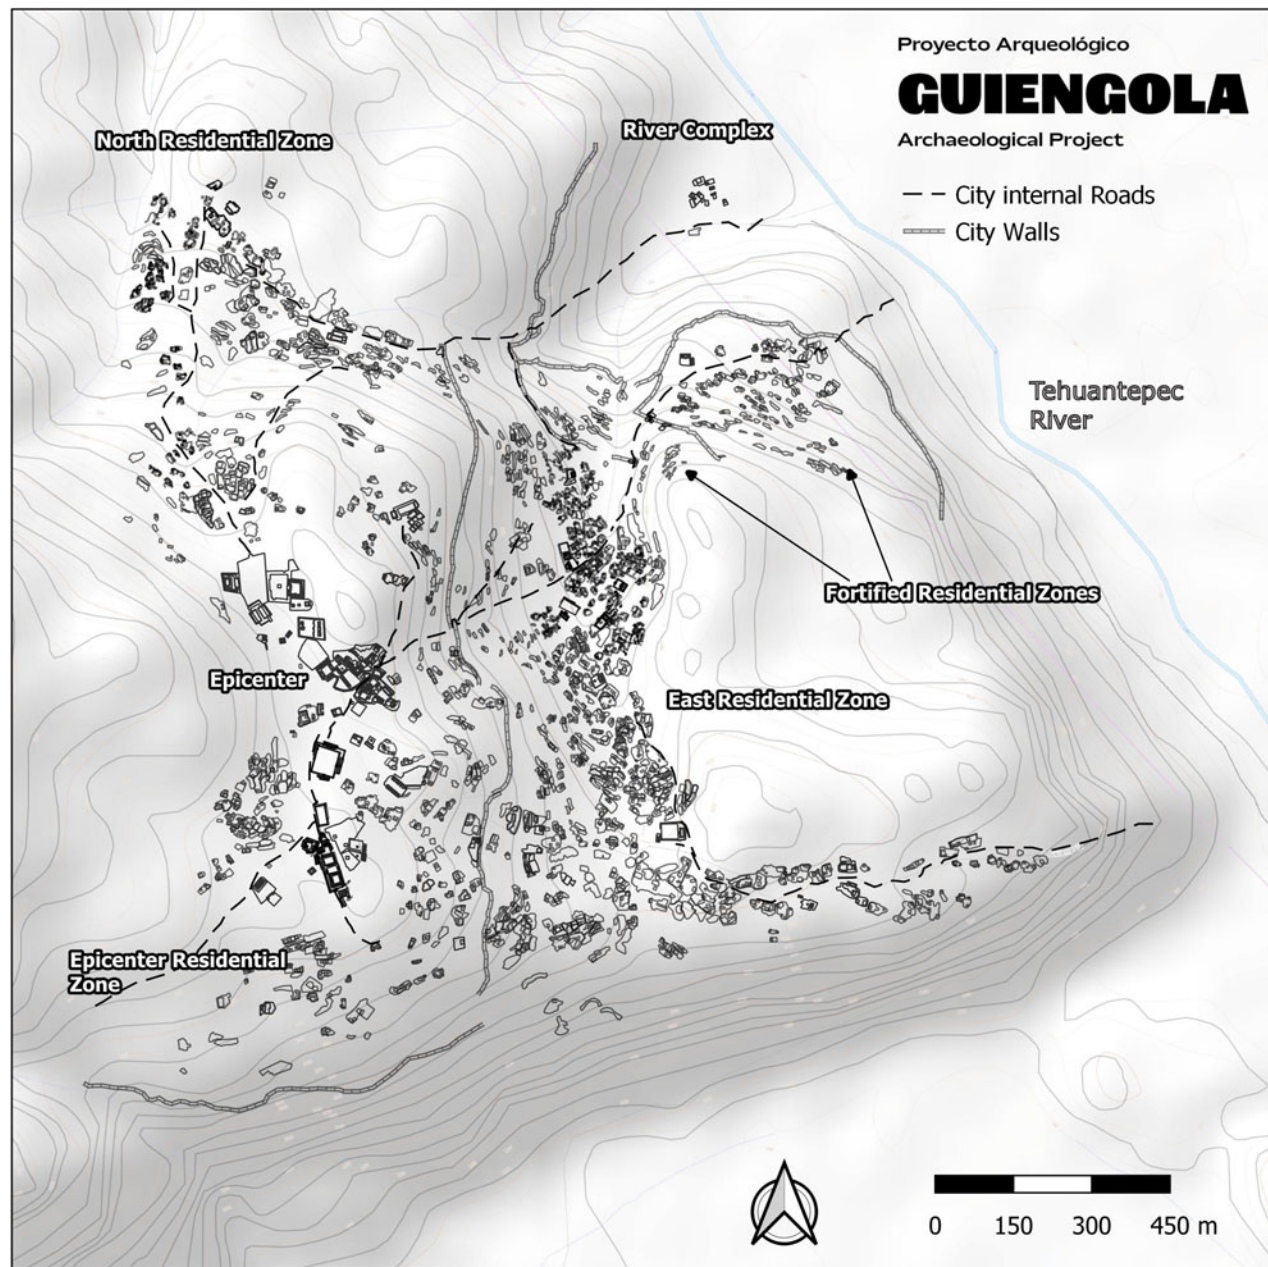 Proyecto Arqueológico
GUIENGOLA
Archaeological Project
City internal Roads
City Walls
North Residential Zone
River Complex
Tehuantepec
River
Fortified Residential Zones
Epicenter
East Residential Zone
Epicenter Residential
Zone
0 150 300 450 m